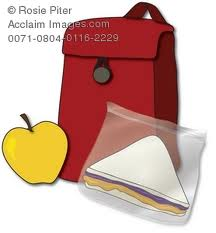 © Rosie Piter
Acclaim Images.com
0071-0804-0116-2229